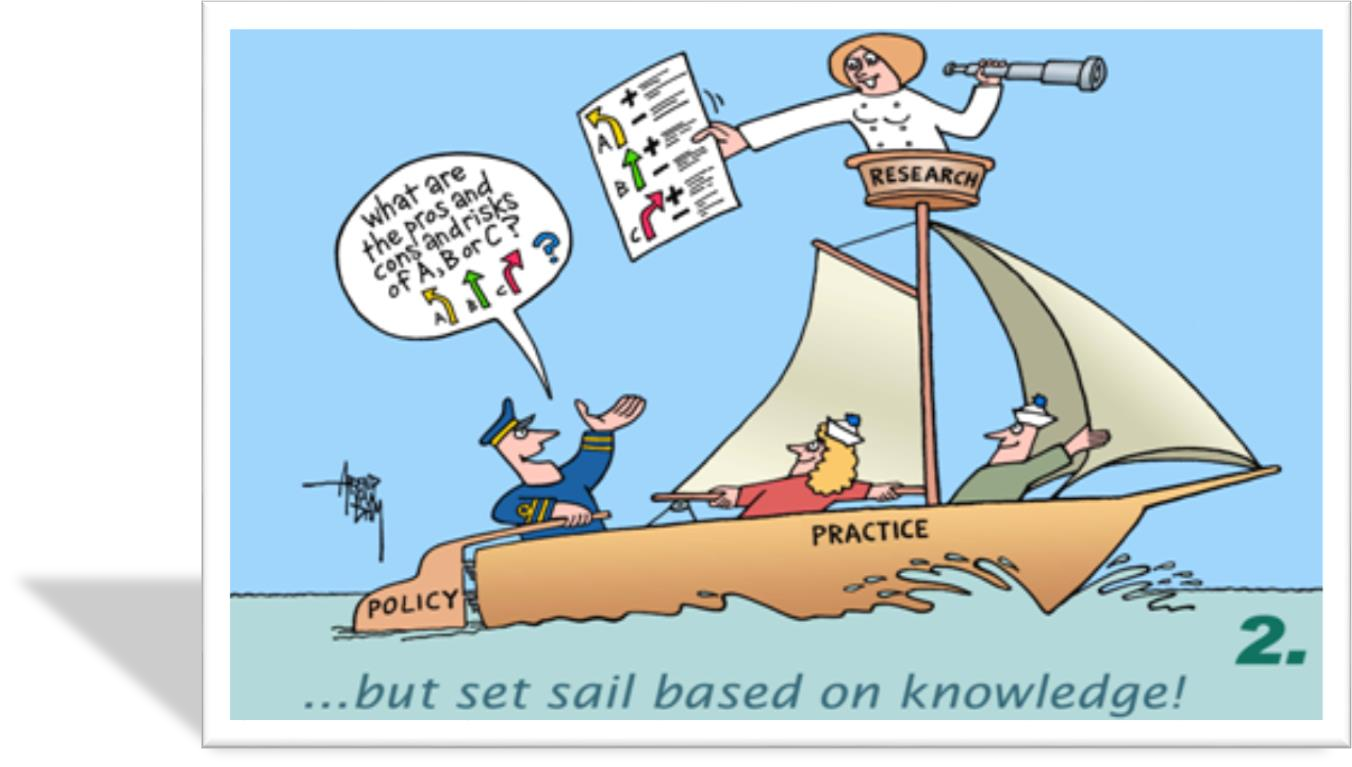 A + −
B + −
C + −
RESEARCH
What are
the pros and
cons and risks
of A, B or C?
A B C ?
PRACTICE
POLICY
2.
...but set sail based on knowledge!